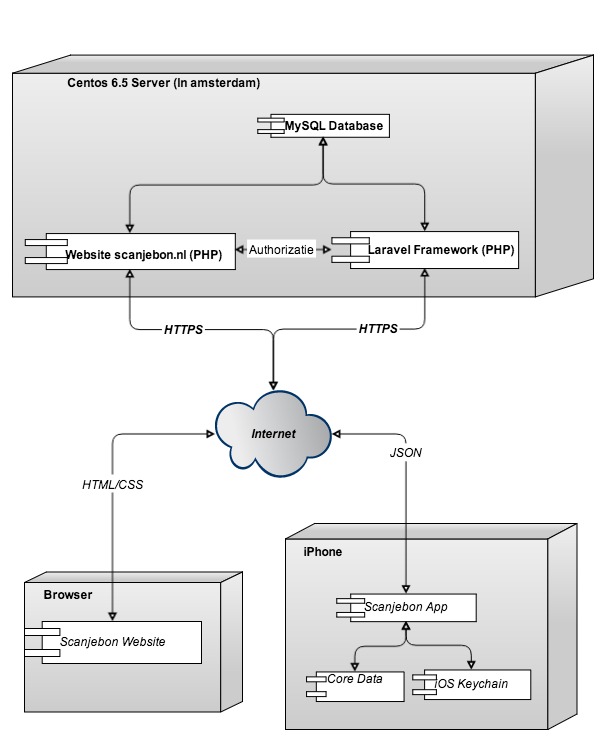 Centos 6.5 Server (In amsterdam)
MySQL Database
Website scanjebon.nl (PHP)
Authorizatie
Laravel Framework (PHP)
HTTPS
HTTPS
Internet
JSON
HTML/CSS
iPhone
Browser
Scanjebon App
Scanjebon Website
Core Data
iOS Keychain